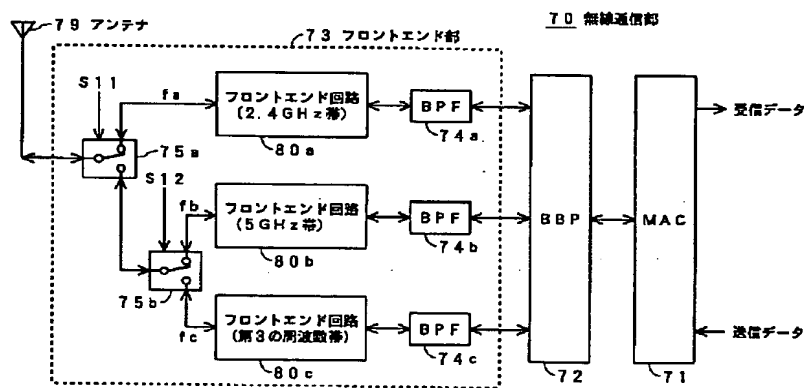 79 アンテナ
73 フロントエンド部
70 無線通信部
S11
fa
フロントエンド回路
(2.4GHz帯)
BPF
80a
74a
75a
受信データ
S12
fb
フロントエンド回路
(5GHz帯)
BPF
BBP
MAC
80b
74b
75b
fc
フロントエンド回路
(第3の周波数帯)
BPF
送信データ
80c
74c
72
71